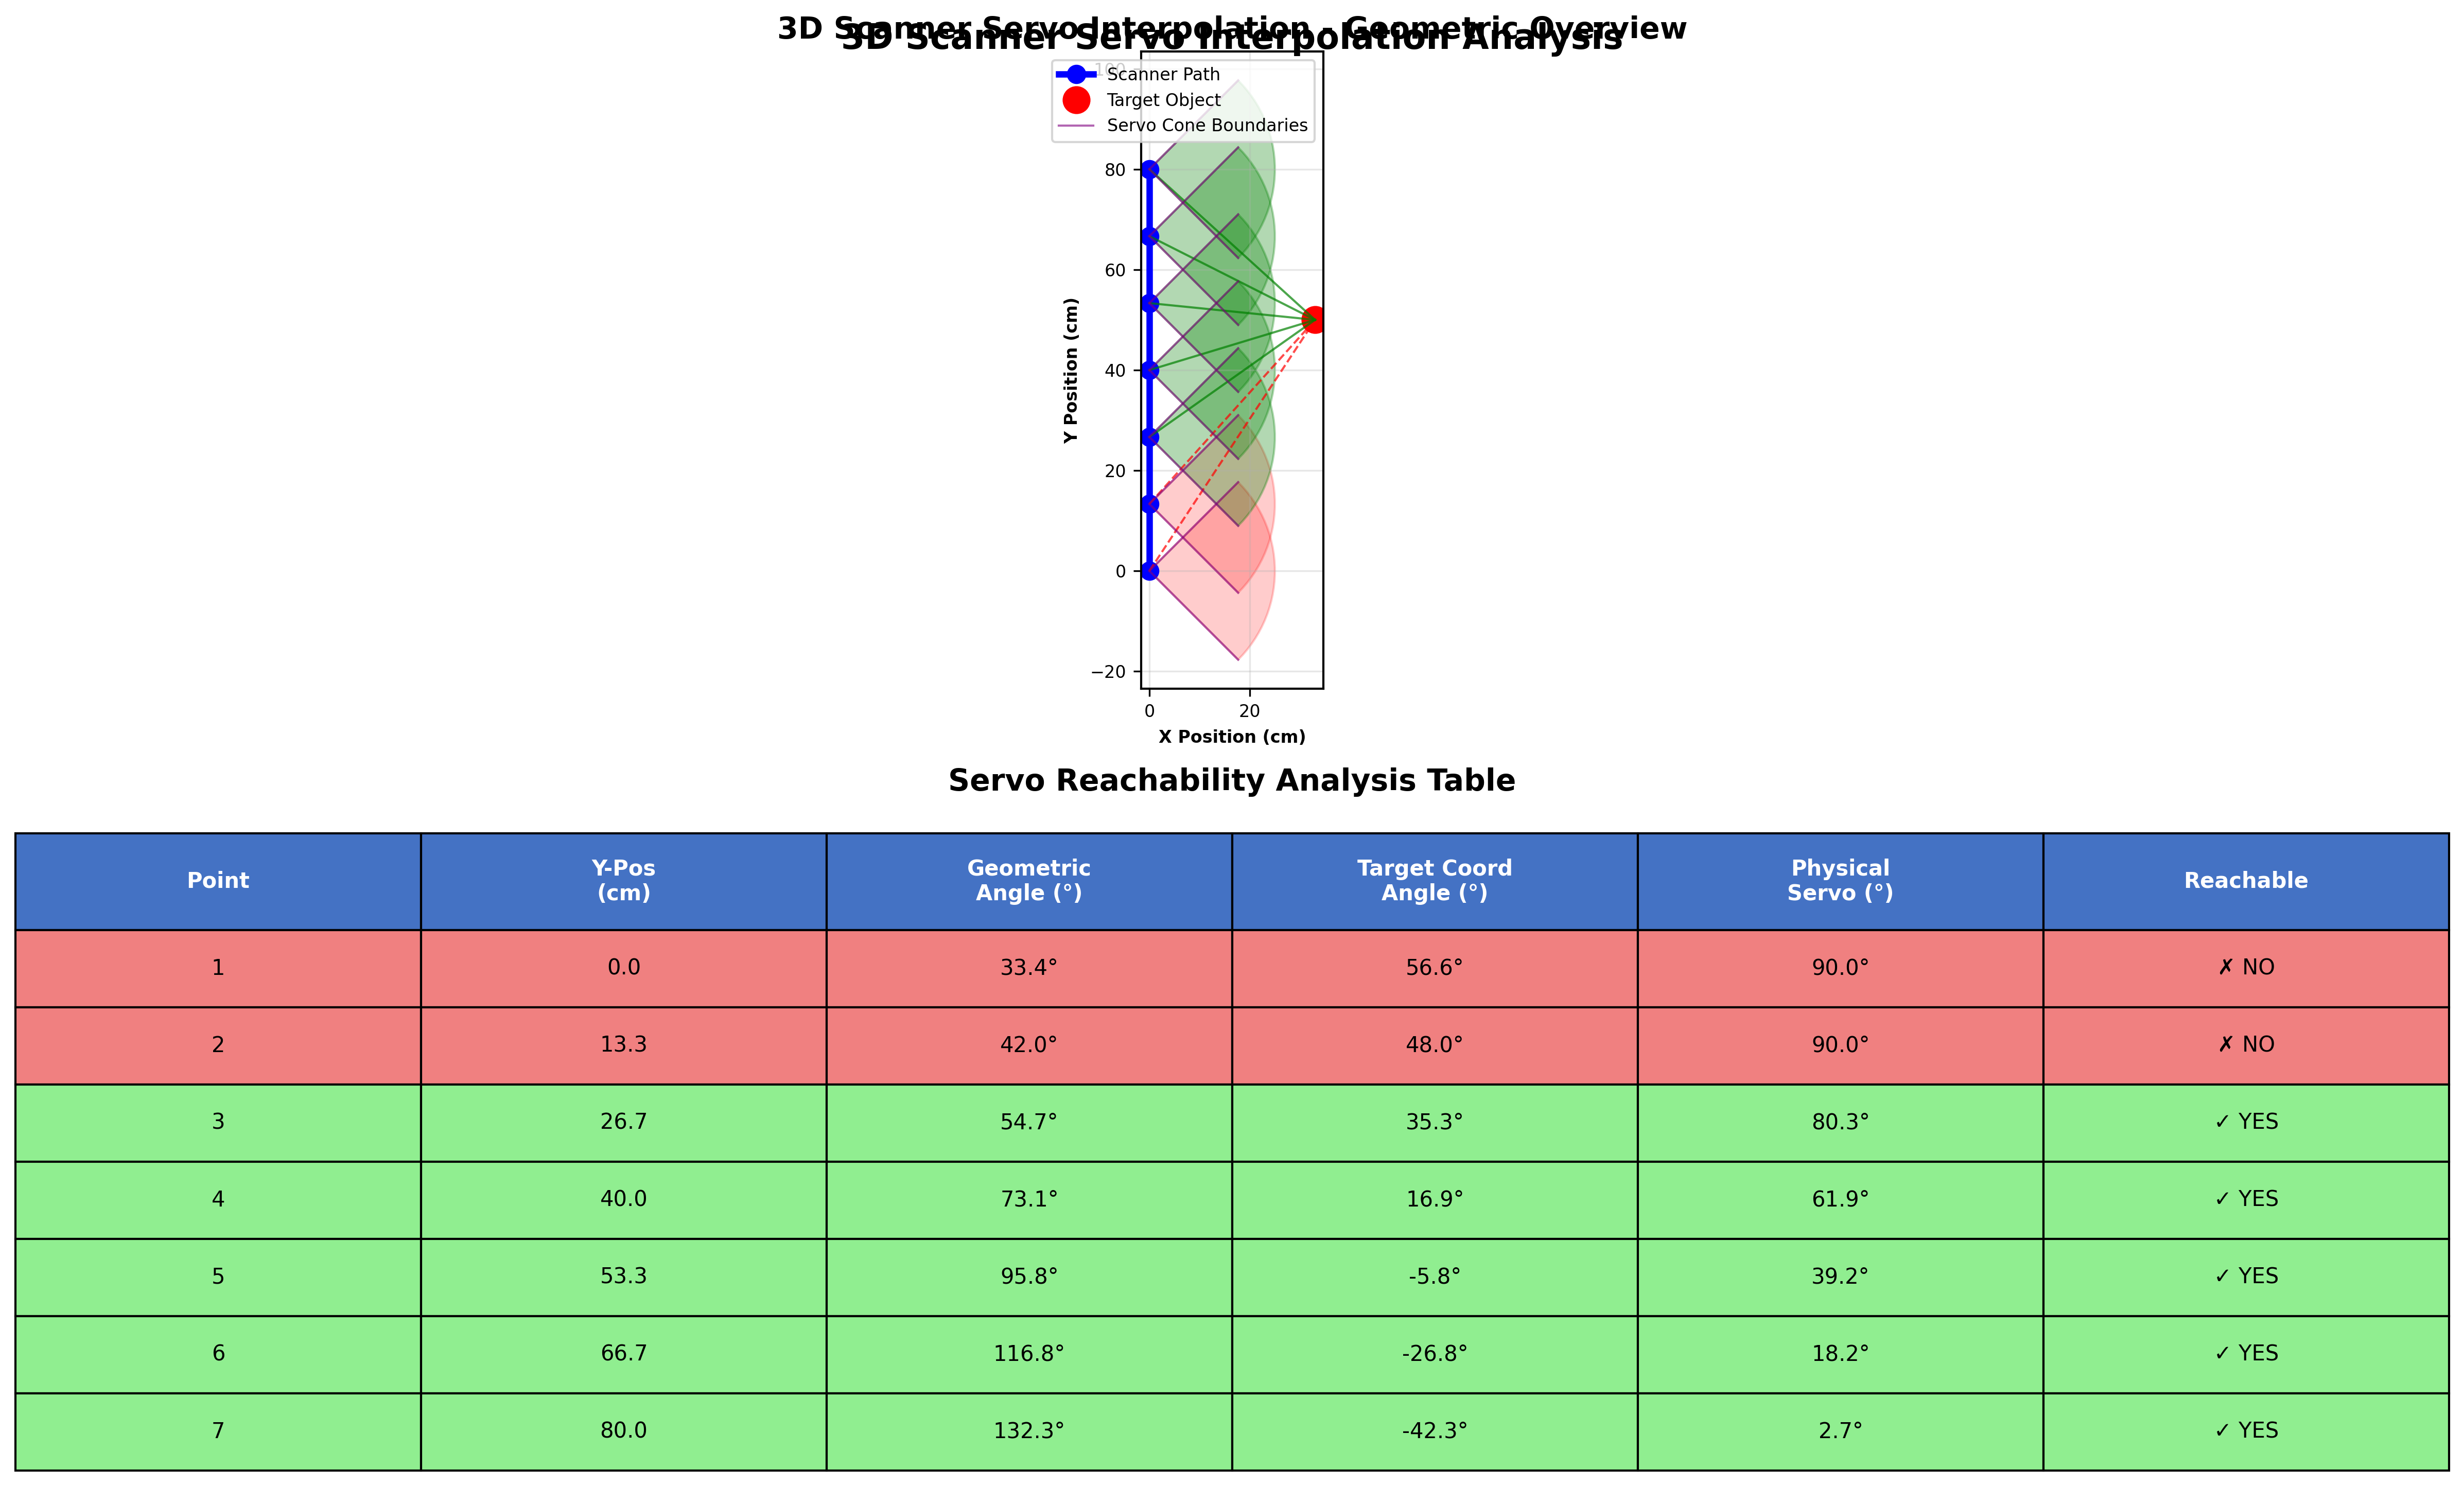 3D Scanner Servo Interpolation - Geometric Overview
3D Scanner Servo Interpolation Analysis
Scanner Path
Target Object
Servo Cone Boundaries
100
80
60
40
20
0
−20
Y Position (cm)
0 20
X Position (cm)
Servo Reachability Analysis Table
Point Y-Pos (cm) Geometric Angle (°) Target Coord Angle (°) Physical Servo (°) Reachable
1 0.0 33.4° 56.6° 90.0° ✗ NO
2 13.3 42.0° 48.0° 90.0° ✗ NO
3 26.7 54.7° 35.3° 80.3° ✓ YES
4 40.0 73.1° 16.9° 61.9° ✓ YES
5 53.3 95.8° -5.8° 39.2° ✓ YES
6 66.7 116.8° -26.8° 18.2° ✓ YES
7 80.0 132.3° -42.3° 2.7° ✓ YES